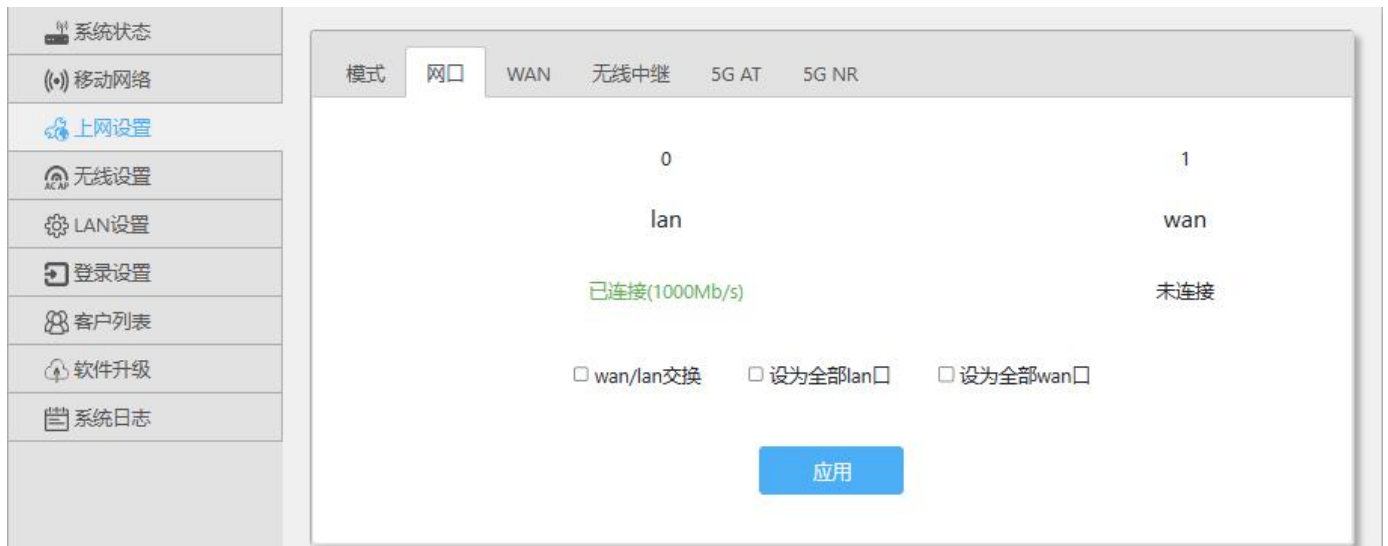 系统状态
移动网络
上网设置
AC AP
无线设置
LAN设置
登录设置
客户列表
软件升级
系统日志
模式 网口 WAN 无线中继 5G AT 5G NR
0 1
lan wan
已连接(1000Mb/s) 未连接
wan/lan交换 设为全部lan口 设为全部wan口
应用